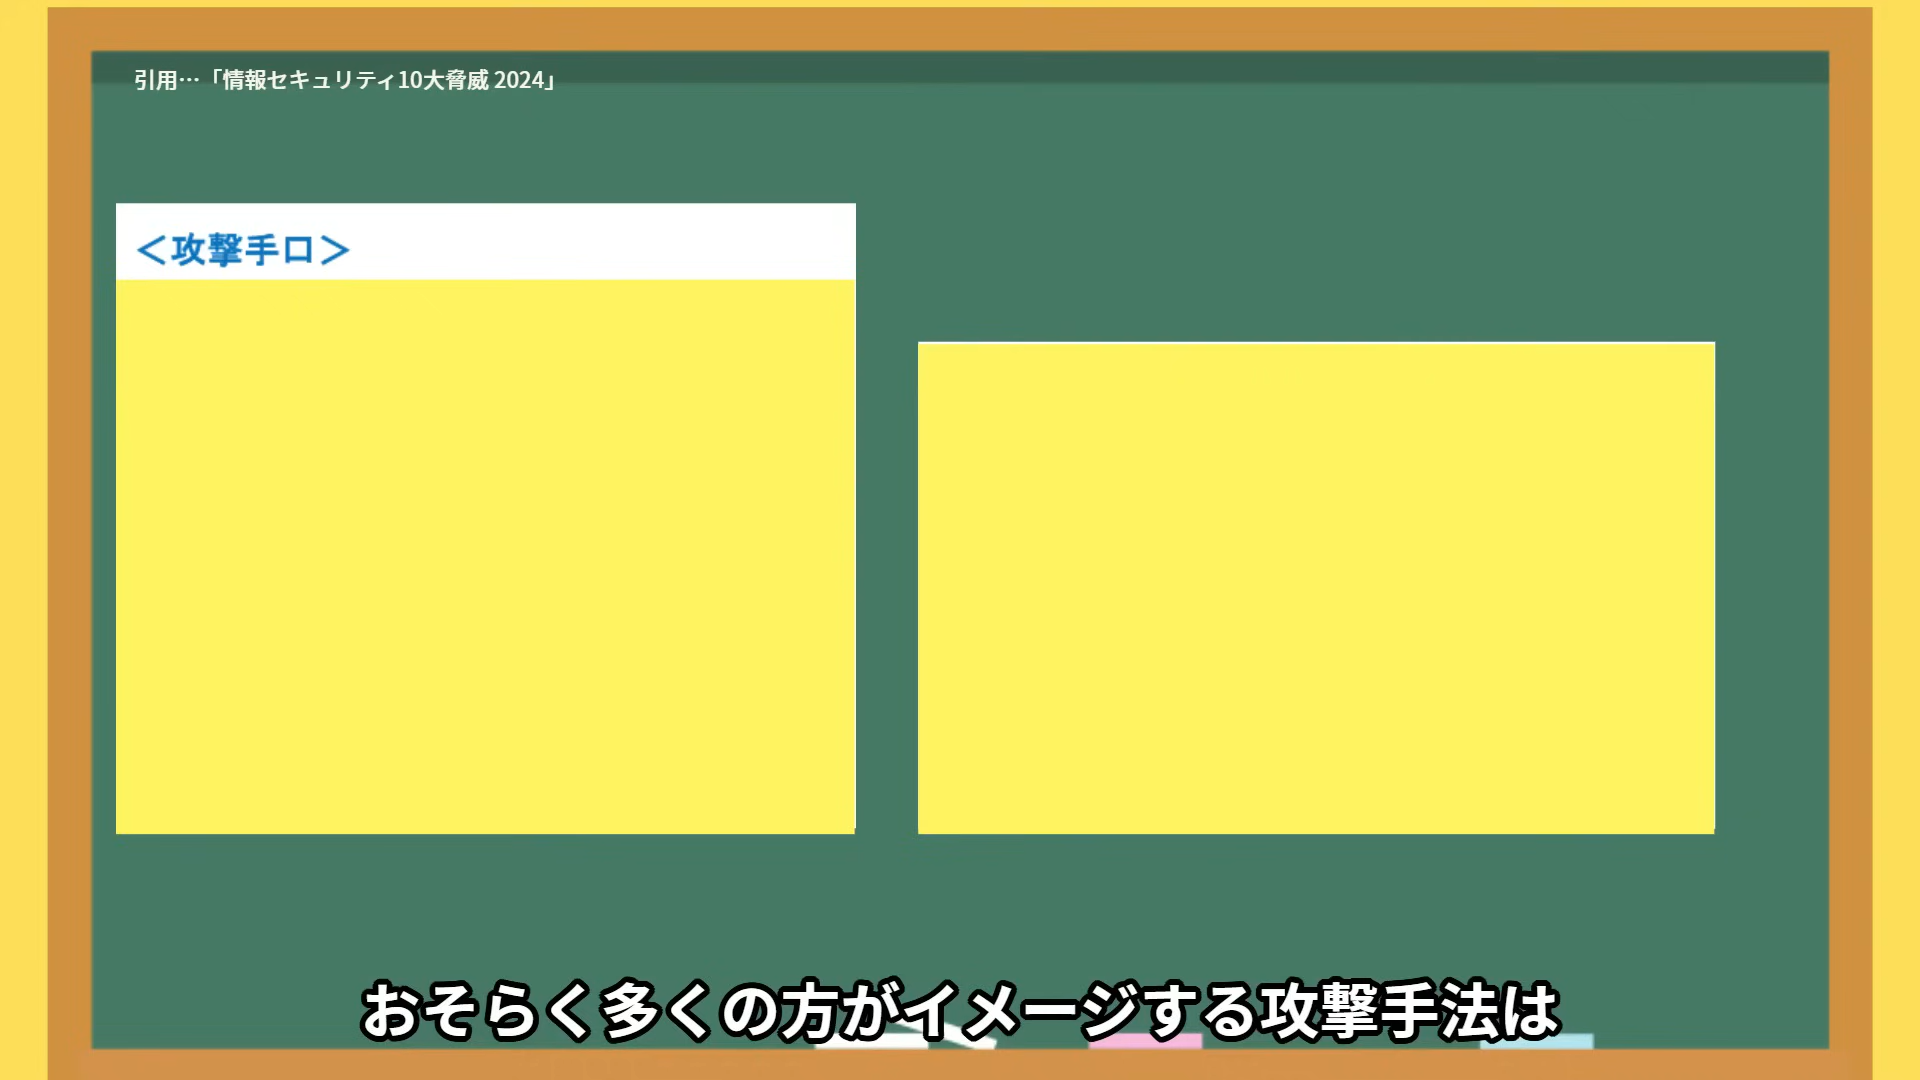 引用…「情報セキュリティ10大脅威 2024」
＜攻撃手口＞
おそらく多くの方がイメージする攻撃手法は